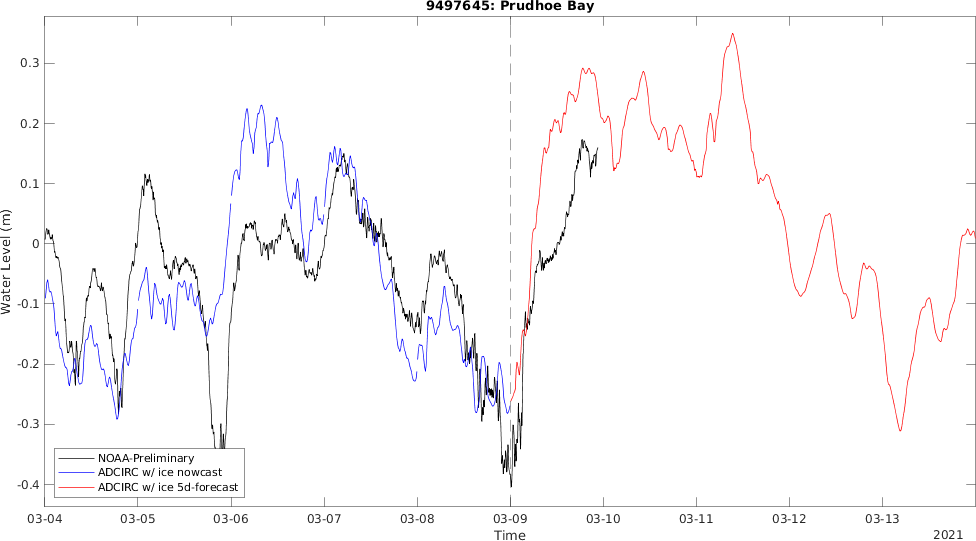 9497645: Prudhoe Bay
Water Level (m)
0.3
0.2
0.1
0
-0.1
-0.2
-0.3
-0.4
NOAA-Preliminary
ADCIRC w/ ice nowcast
ADCIRC w/ ice 5d-forecast
03-04 03-05 03-06 03-07 03-08 03-09 03-10 03-11 03-12 03-13
Time
2021